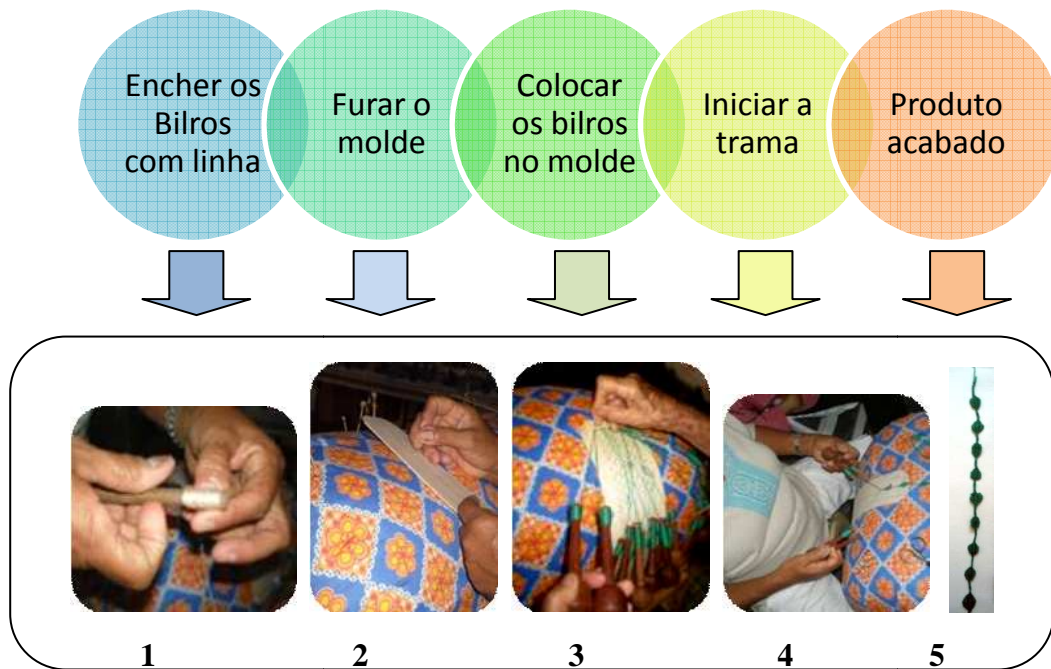 Encher os
Bilros
com linha
Furar o
molde
Colocar
os bilros
no molde
Iniciar a
trama
Produto
acabado
1 2 3 4 5